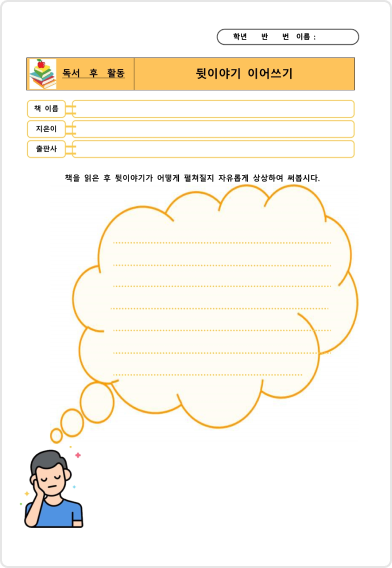 학년 반 번 이름 :
독서 후 활동
뒷이야기 이어쓰기
책 이름
지은이
출판사
책을 읽은 후 뒷이야기가 어떻게 펼쳐질지 자유롭게 상상하여 써봅시다.